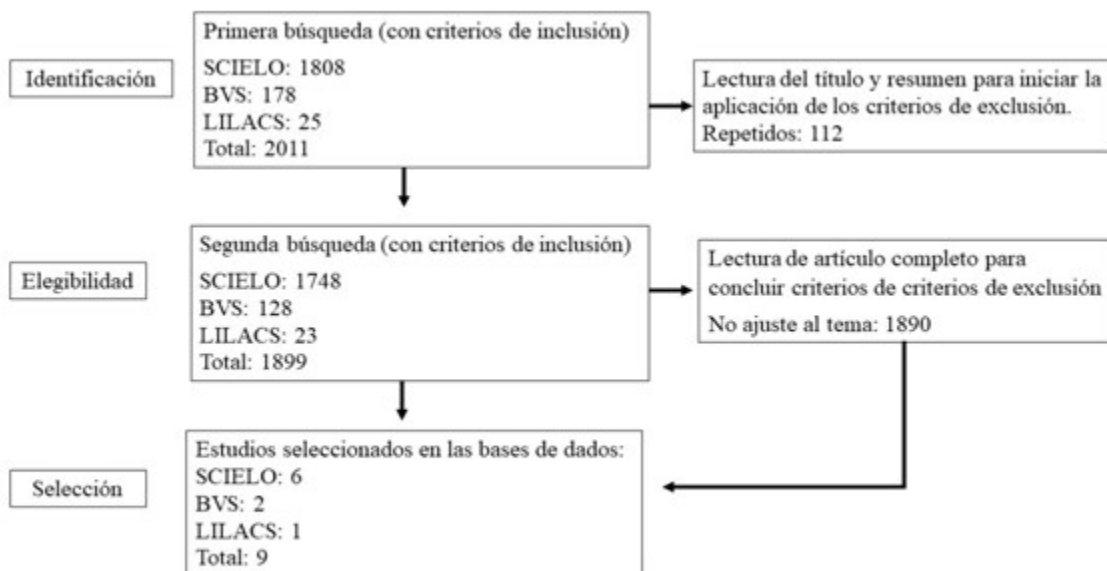 Identificación
Primera búsqueda (con criterios de inclusión)
SCIELO: 1808
BVS: 178
LILACS: 25
Total: 2011
Lectura del título y resumen para iniciar la
aplicación de los criterios de exclusión.
Repetidos: 112
Elegibilidad
Segunda búsqueda (con criterios de inclusión)
SCIELO: 1748
BVS: 128
LILACS: 23
Total: 1899
Lectura de artículo completo para
concluir criterios de criterios de exclusión
No ajuste al tema: 1890
Selección
Estudios seleccionados en las bases de dados:
SCIELO: 6
BVS: 2
LILACS: 1
Total: 9